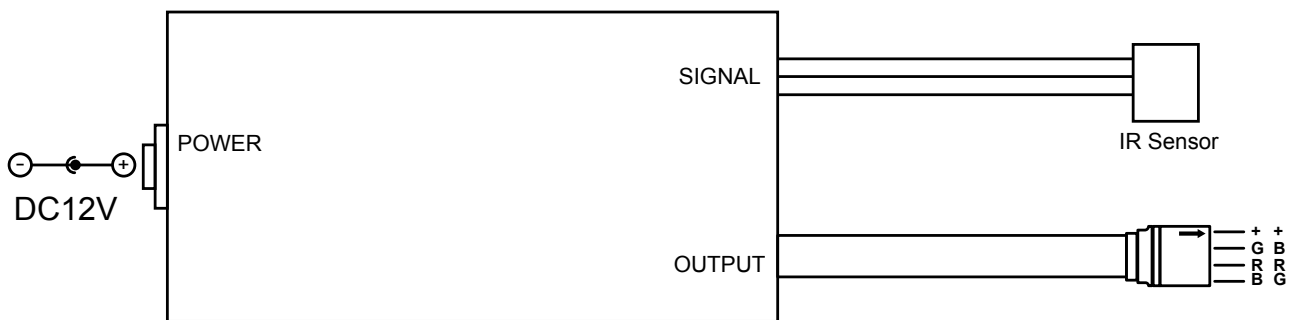 SIGNAL
IR Sensor
POWER
- +
DC12V
OUTPUT
+ +
G B
R R
B G